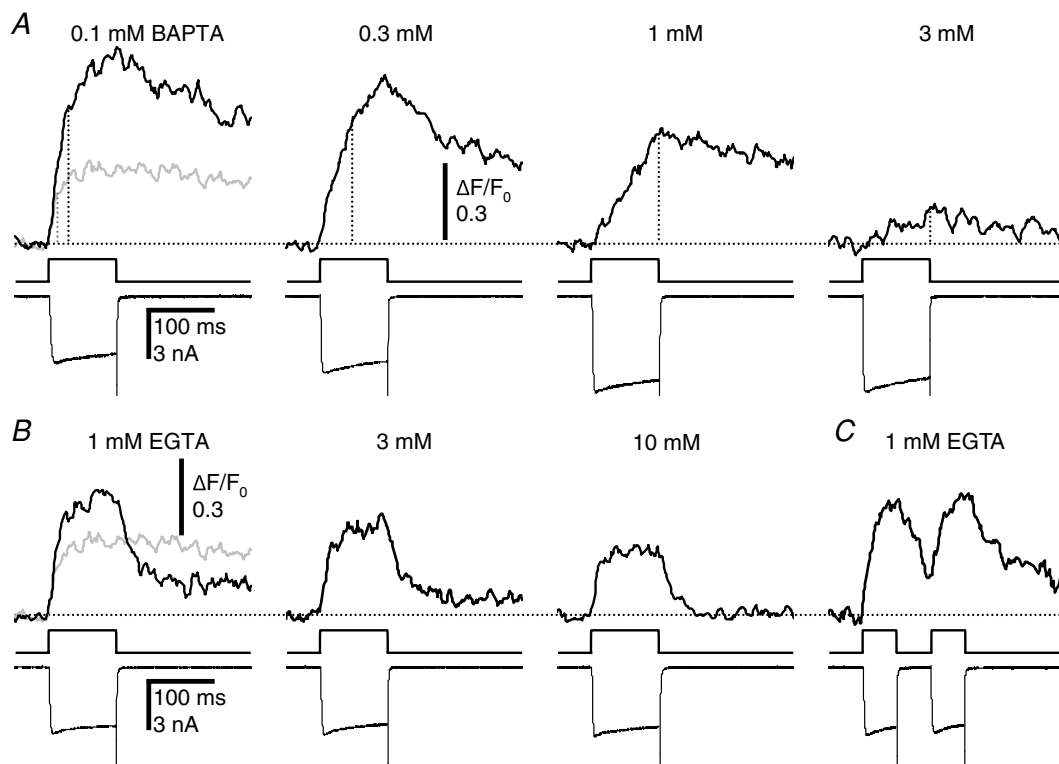 A
0.1 mM BAPTA
0.3 mM
1 mM
3 mM
ΔF/F0
0.3
100 ms
3 nA
B
1 mM EGTA
3 mM
10 mM
C
1 mM EGTA
ΔF/F0
0.3
100 ms
3 nA